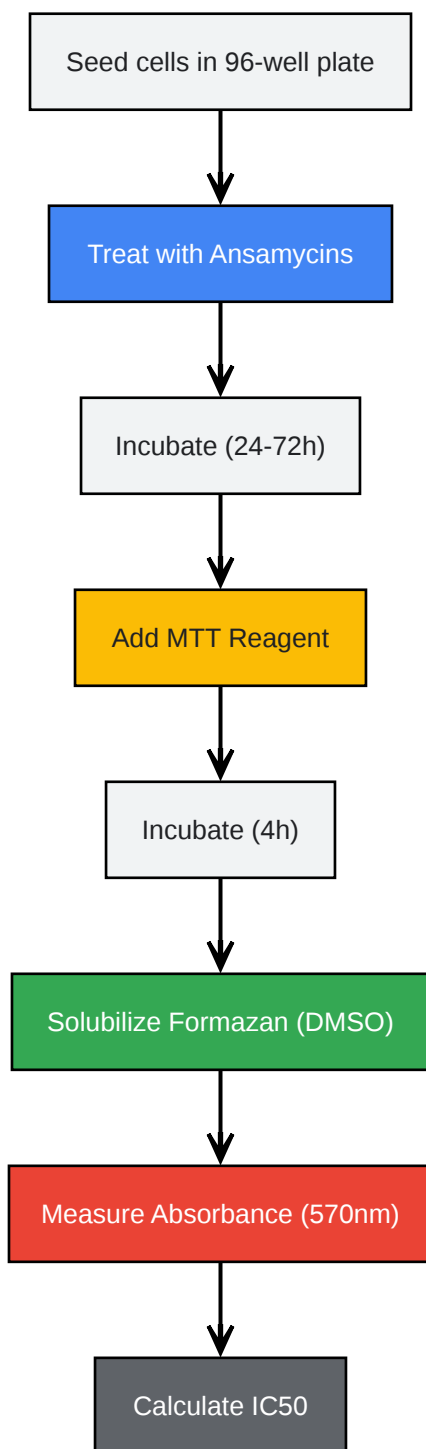 Seed cells in 96-well plate
Treat with Ansamycins
Incubate (24-72h)
Add MTT Reagent
Incubate (4h)
Solubilize Formazan (DMSO)
Measure Absorbance (570nm)
Calculate IC50